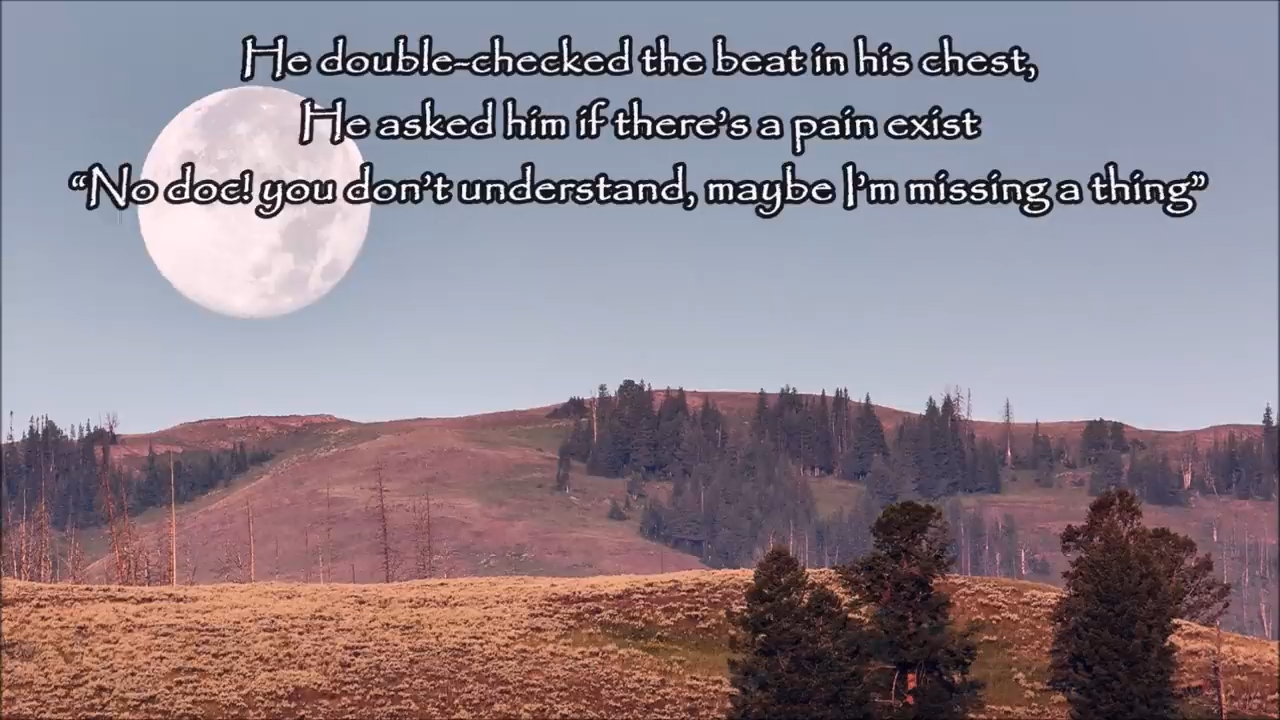 He double-checked the beat in his chest,
He asked him if there's a pain exist
“No doc! you don't understand, maybe I'm missing a thing”